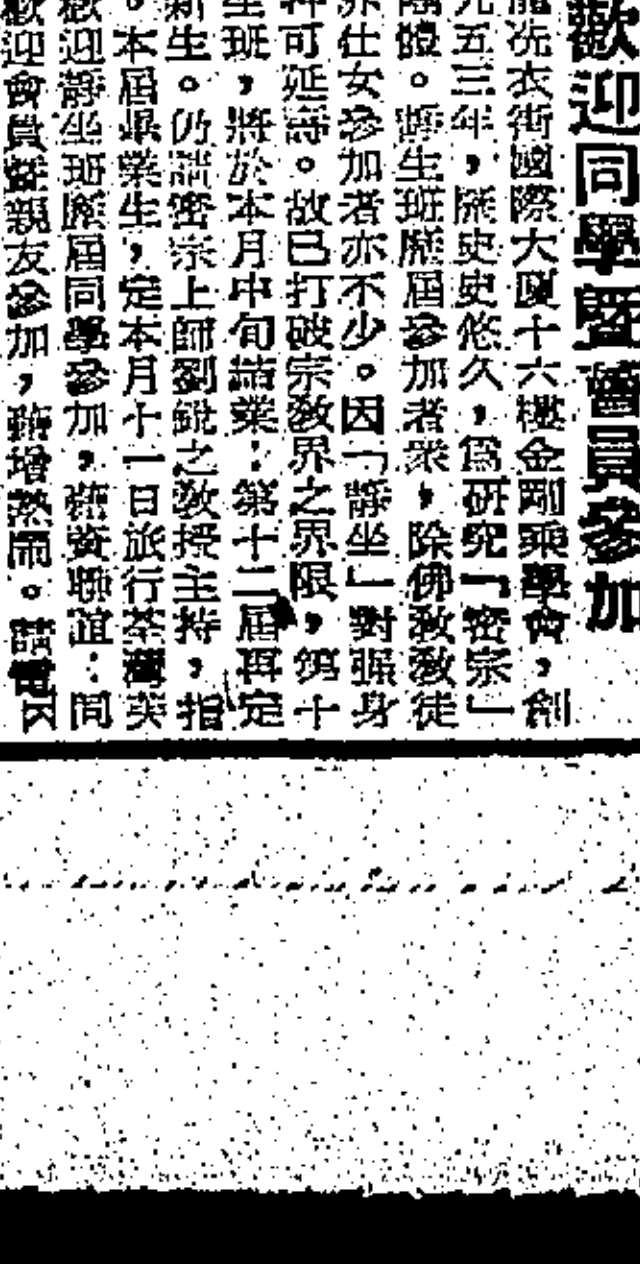 歡迎同學暨會員參加
龍冼衣街國際大廈十六樓金剛乘學會，創
元五三年，歷史悠久，爲研究「密宗」
團體。靜坐班歷屆參加者眾，除佛教教徒
亦仕女參加者亦不少。因「靜坐」對強身
可延壽。故已打破宗教界之界限，第十
生班，將於本月中旬結業；第十二屆再定
新生。仍請密宗上師劉銳之教授主持，指
。本屆畢業生，定本月十一日旅行荃灣芙
歡迎靜坐班歷屆同學參加，藉資聯誼；同
歡迎會員暨親友參加，藉增熱鬧。請電K